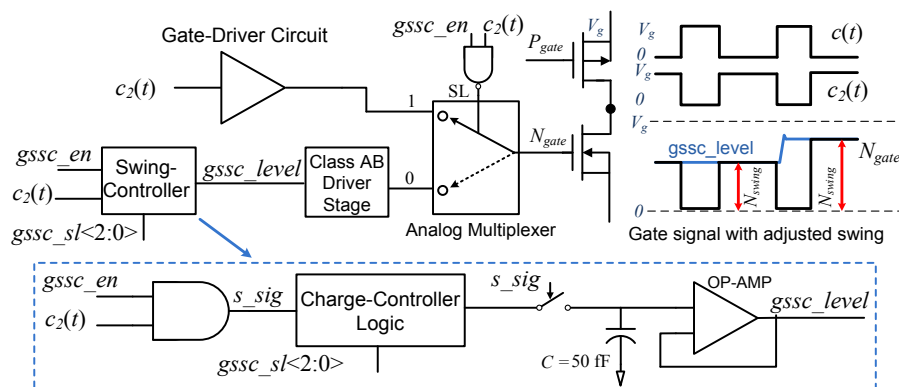 Gate-Driver Circuit
gssc_en
c2(t)
SL
c2(t)
1
0
Analog Multiplexer
gssc_en
c2(t)
gssc_sl<2:0>
Swing-
Controller
gssc_level
Class AB
Driver
Stage
Pgate
Vg
Ngate
Vg
0
c(t)
Vg
0
c2(t)
Vg
gssc_level
Nswing
Nswing
Ngate
0
Gate signal with adjusted swing
gssc_en
c2(t)
s_sig
Charge-Controller
Logic
gssc_sl<2:0>
s_sig
C = 50 fF
OP-AMP
gssc_level